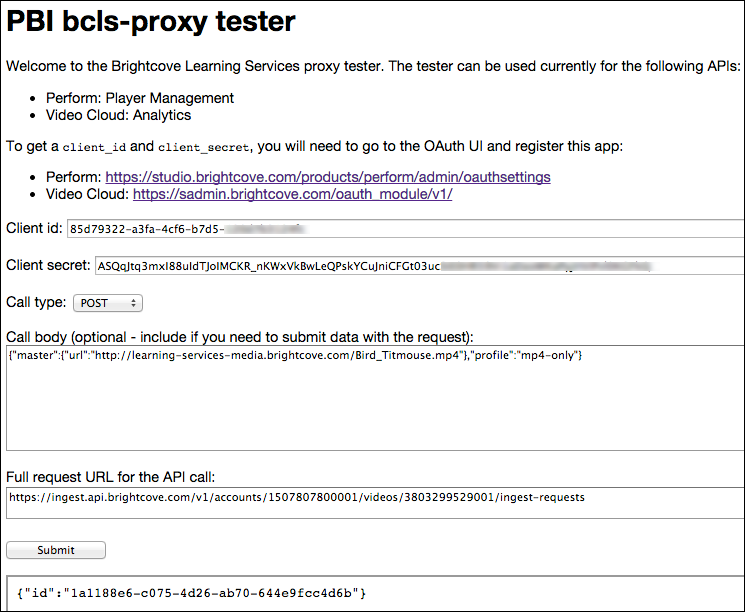 PBI bcls-proxy tester
Welcome to the Brightcove Learning Services proxy tester. The tester can be used currently for the following APIs:
• Perform: Player Management
• Video Cloud: Analytics
To get a client_id and client_secret, you will need to go to the OAuth UI and register this app:
• Perform: https://studio.brightcove.com/products/perform/admin/oauthsettings
• Video Cloud: https://sadmin.brightcove.com/oauth_module/v1/
Client id: 85d79322-a3fa-4cf6-b7d5-
Client secret: ASQqJtq3mxI88uIdTJoIMCKR_nKWxVkBwLeQPskYCuJniCFGt03uc
Call type: POST
Call body (optional - include if you need to submit data with the request):
{"master":{"url":"http://learning-services-media.brightcove.com/Bird_Titmouse.mp4"},"profile":"mp4-only"}
Full request URL for the API call:
https://ingest.api.brightcove.com/v1/accounts/1507807800001/videos/3803299529001/ingest-requests
Submit
{"id":"1a1188e6-c075-4d26-ab70-644e9fcc4d6b"}